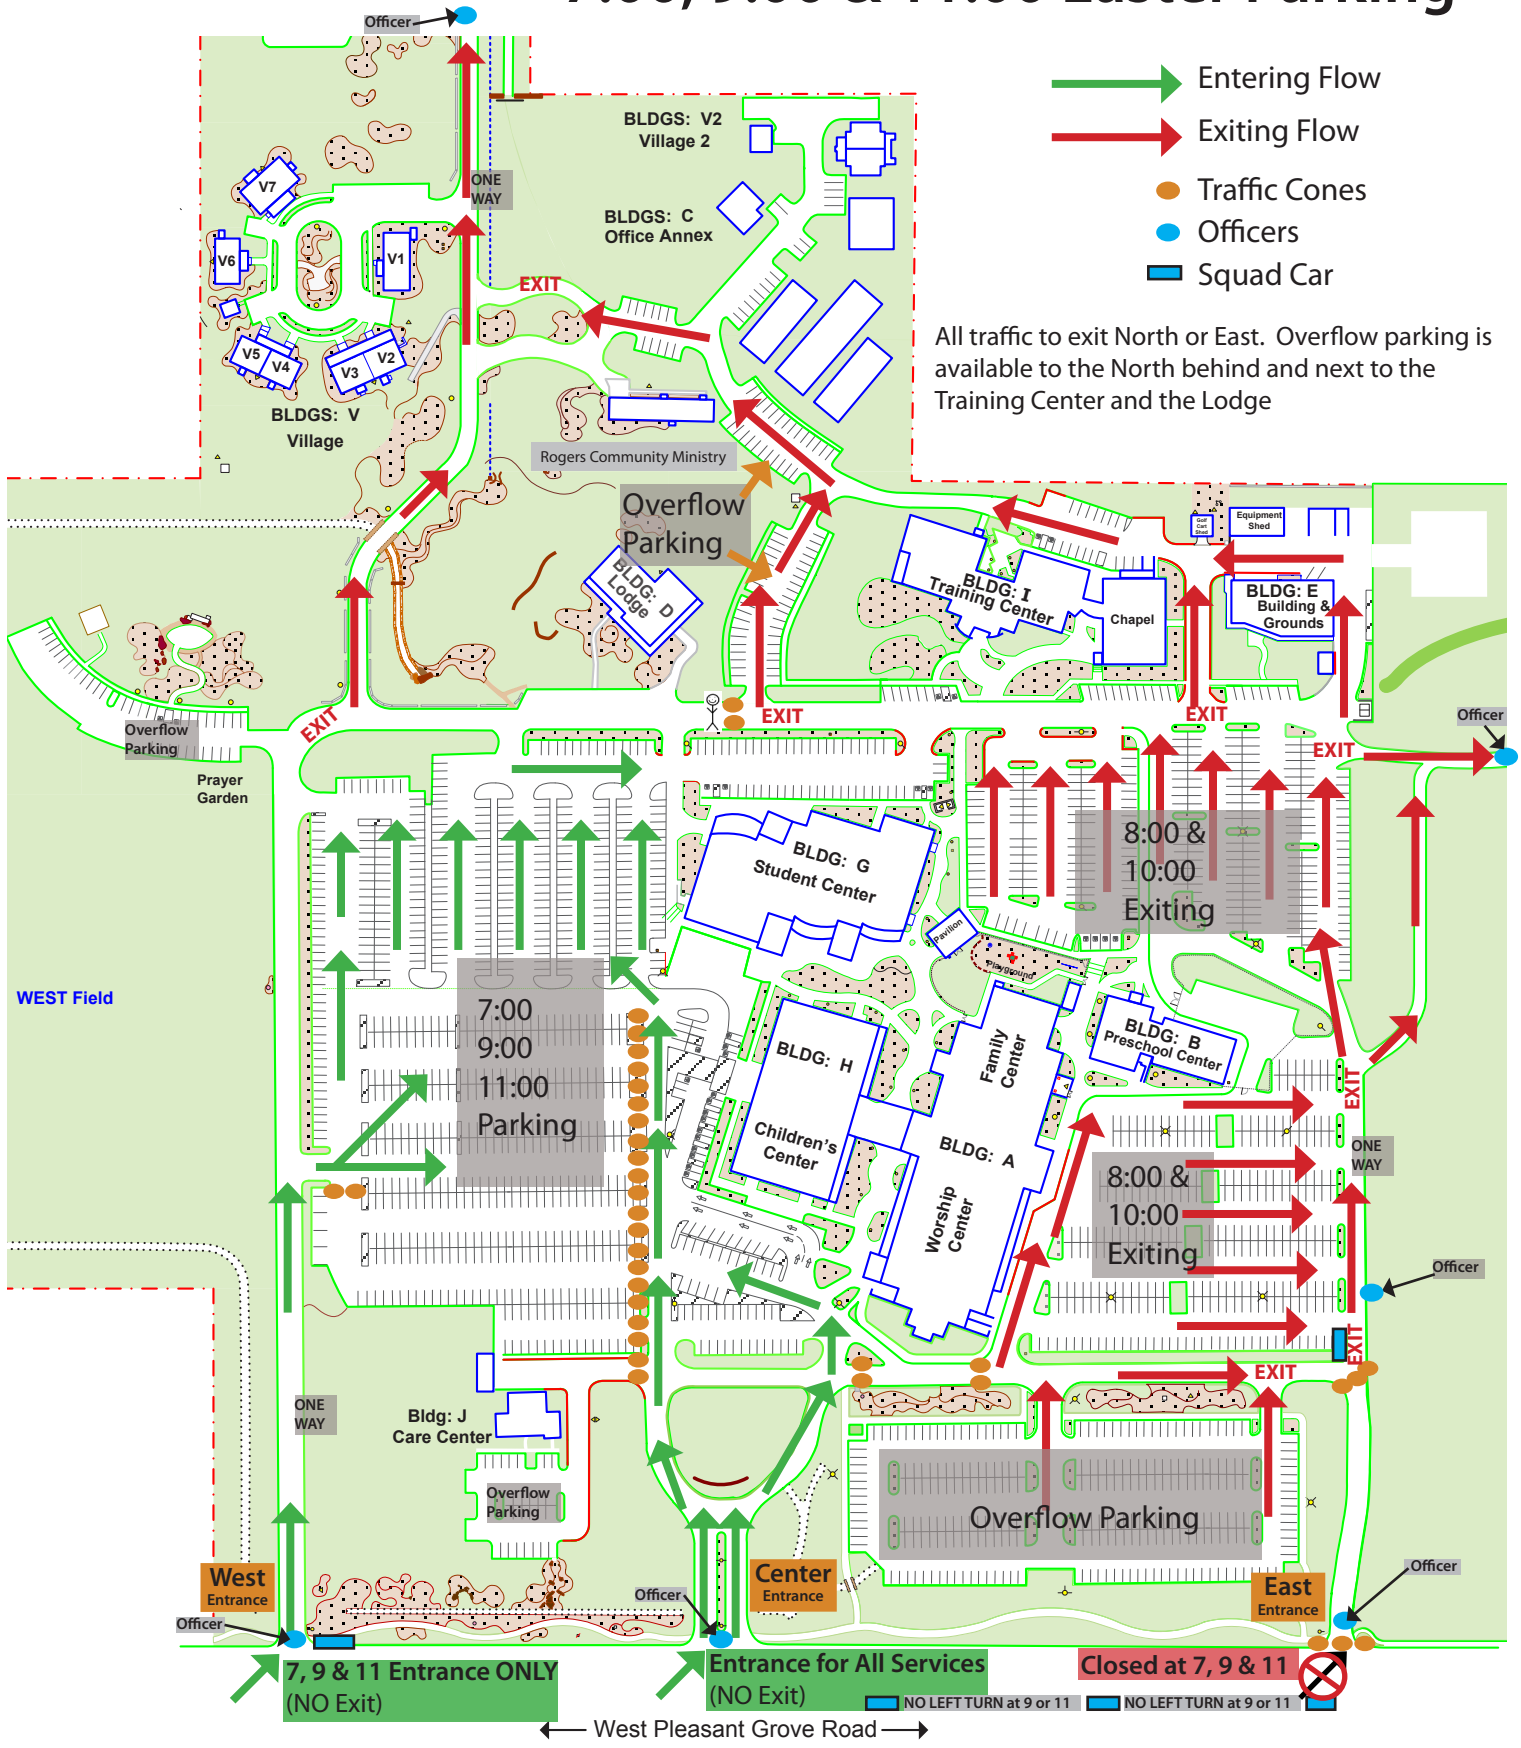 7:00, 9:00 & 11:00 Easter Parking
Officer
Entering Flow
Exiting Flow
Traffic Cones
Officers
Squad Car
All traffic to exit North or East.  Overflow parking is
available to the North behind and next to the
Training Center and the Lodge
BLDGS: V2
Village 2
BLDGS: C
Office Annex
ONE
WAY
V7
V6
V1
V5
V4
V3
V2
BLDGS: V
Village
EXIT
Rogers Community Ministry
Overflow
Parking
BLDG: D
Lodge
BLDG: I
Training Center
Chapel
Golf
Cart
Shed
Equipment
Shed
BLDG: E
Building &
Grounds
Overflow
Parking
Prayer
Garden
EXIT
EXIT
EXIT
EXIT
Officer
WEST Field
BLDG: G
Student Center
8:00 &
10:00
Exiting
Pavilion
Playground
7:00
9:00
11:00
Parking
BLDG: H
Children's
Center
Family
Center
BLDG: A
Worship
Center
BLDG: B
Preschool Center
EXIT
ONE
WAY
8:00 &
10:00
Exiting
Officer
EXIT
EXIT
ONE
WAY
Bldg: J
Care Center
Overflow
Parking
Overflow Parking
West
Entrance
Officer
Officer
Center
Entrance
East
Entrance
Officer
7, 9 & 11 Entrance ONLY
(NO Exit)
Entrance for All Services
(NO Exit)
Closed at 7, 9 & 11
NO LEFT TURN at 9 or 11
NO LEFT TURN at 9 or 11
West Pleasant Grove Road